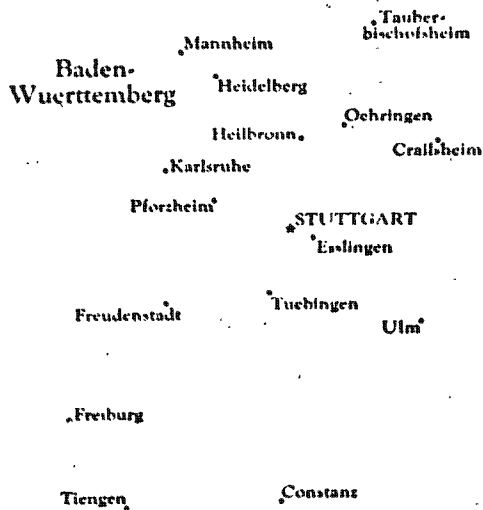 Tauber-
bischofsheim
Mannheim
Baden-
Wuerttemberg
Heidelberg
Oehringen
Heilbronn
Crailsheim
Karlsruhe
Pforzheim
STUTTGART
Esslingen
Tuebingen
Freudenstadt
Ulm
Freiburg
Tiengen
Constanz